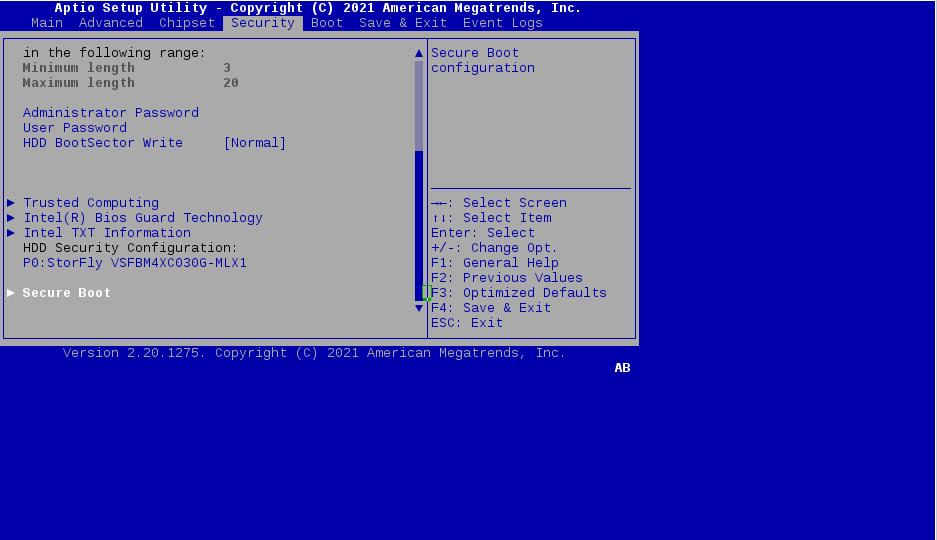 Aptio Setup Utility - Copyright (C) 2021 American Megatrends, Inc.
Main Advanced Chipset Security Boot Save & Exit Event Logs
in the following range:
Minimum length 3
Maximum length 20
Administrator Password
User Password
HDD BootSector Write [Normal]
► Trusted Computing
► Intel(R) Bios Guard Technology
► Intel TXT Information
HDD Security Configuration:
P0:StorFly VSFBM4XC030G-MLX1
► Secure Boot
Secure Boot
configuration
→←: Select Screen
↑↓: Select Item
Enter: Select
+/-: Change Opt.
F1: General Help
F2: Previous Values
F3: Optimized Defaults
F4: Save & Exit
ESC: Exit
Version 2.20.1275. Copyright (C) 2021 American Megatrends, Inc.
AB